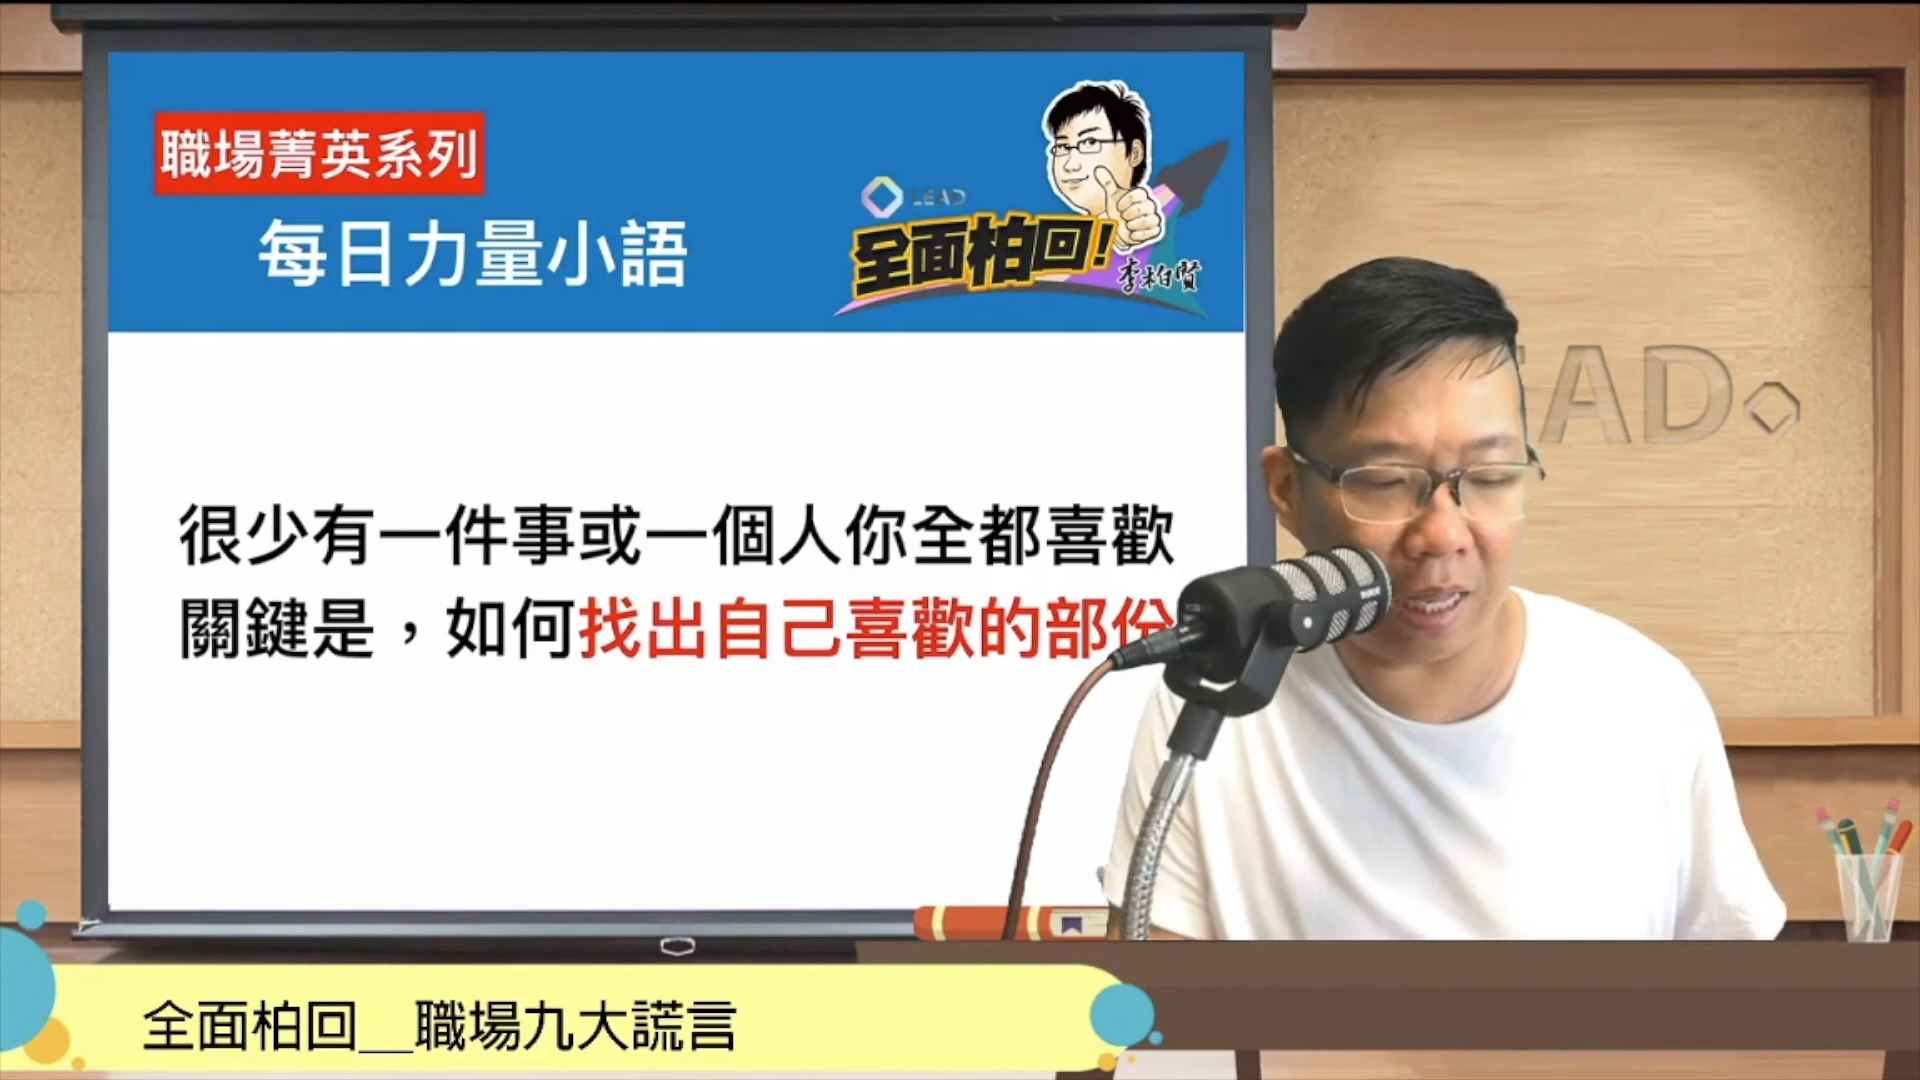 職場菁英系列
每日力量小語
LEAD
全面柏回!
李柏賢
很少有一件事或一個人你全都喜歡
關鍵是，如何找出自己喜歡的部份
EAD
全面柏回__職場九大謊言